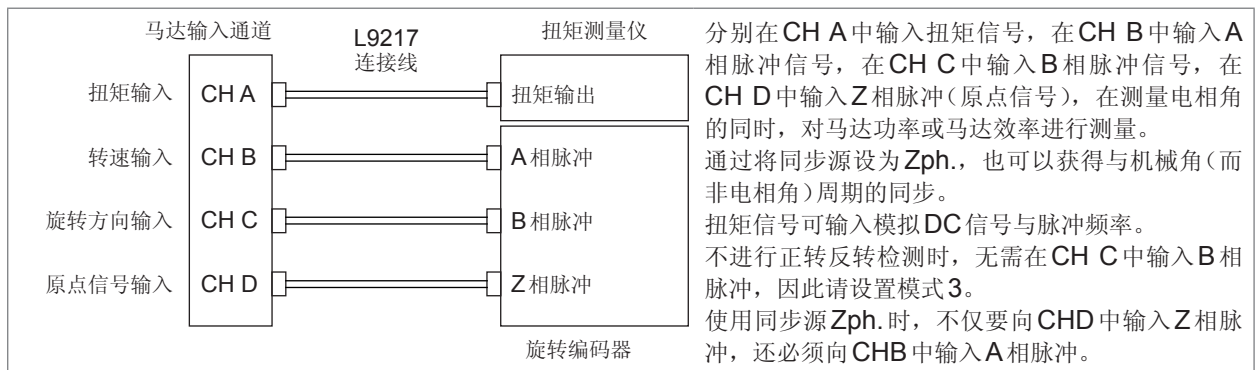 马达输入通道
L9217
连接线
扭矩测量仪
扭矩输入
CH A
扭矩输出
转速输入
CH B
A相脉冲
旋转方向输入
CH C
B相脉冲
原点信号输入
CH D
Z相脉冲
旋转编码器
分别在CH A中输入扭矩信号，在CH B中输入A
相脉冲信号，在CH C中输入B相脉冲信号，在
CH D中输入Z相脉冲（原点信号），在测量电相角
的同时，对马达功率或马达效率进行测量。
通过将同步源设为Zph.，也可以获得与机械角（而
非电相角）周期的同步。
扭矩信号可输入模拟DC信号与脉冲频率。
不进行正转反转检测时，无需在CH C中输入B相
脉冲，因此请设置模式3。
使用同步源Zph.时，不仅要向CHD中输入Z相脉
冲，还必须向CHB中输入A相脉冲。